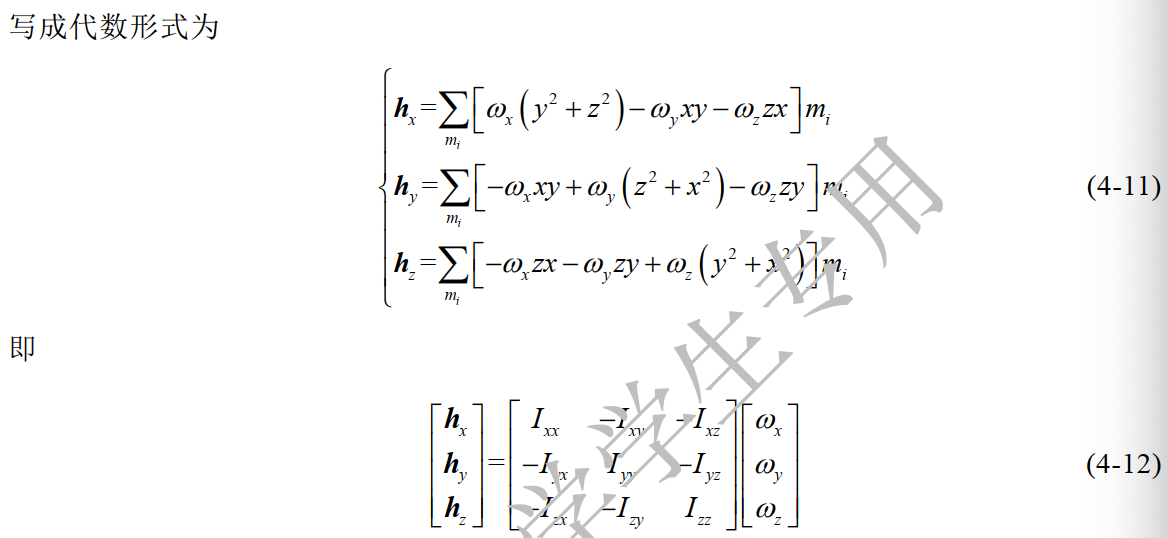 写成代数形式为
h_x=∑_{m_i}[ω_x(y²+z²)−ω_y xy−ω_z zx]m_i
h_y=∑_{m_i}[−ω_x xy+ω_y(z²+x²)−ω_z zy]m_i (4-11)
h_z=∑_{m_i}[−ω_x zx−ω_y zy+ω_z(y²+x²)]m_i
即
[h_x] [I_xx −I_xy −I_xz][ω_x]
[h_y]=[−I_yx I_yy −I_yz][ω_y] (4-12)
[h_z] [−I_zx −I_zy I_zz][ω_z]
学学生专用